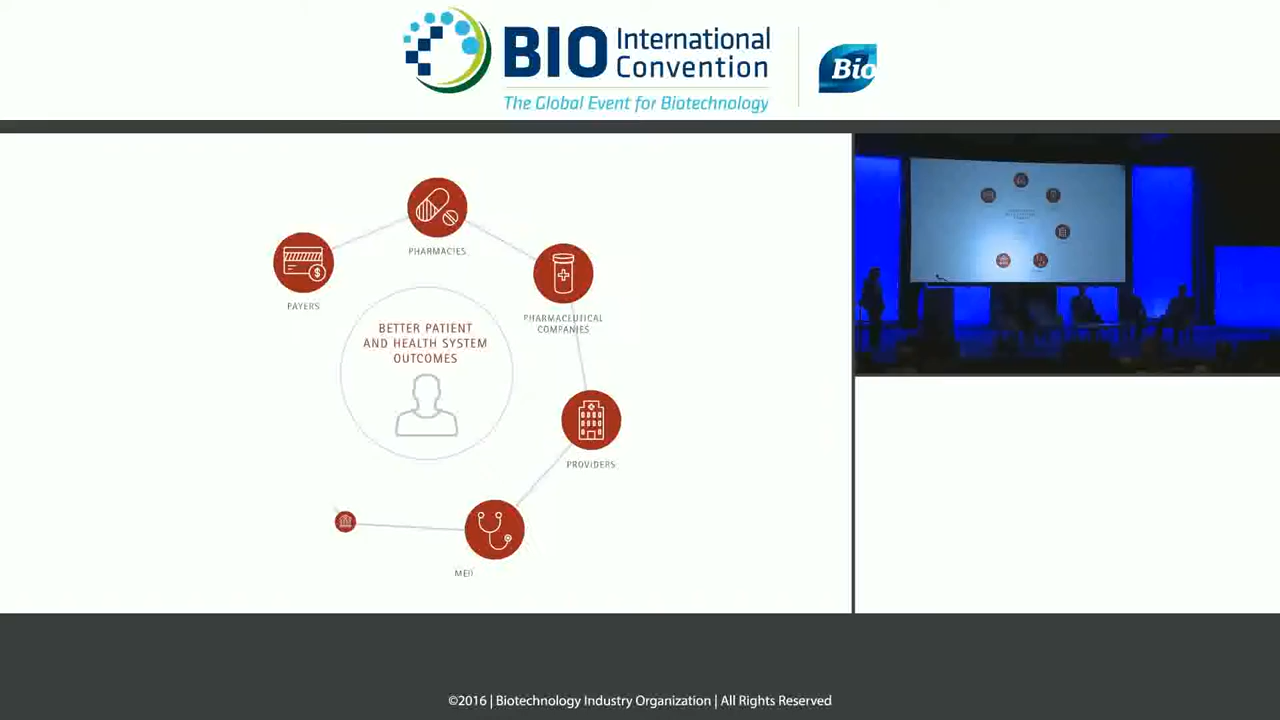 BIO International
Convention
The Global Event for Biotechnology
Bio
PHARMACIES
PAYERS
PHARMACEUTICAL
COMPANIES
BETTER PATIENT
AND HEALTH SYSTEM
OUTCOMES
PROVIDERS
©2016 | Biotechnology Industry Organization | All Rights Reserved